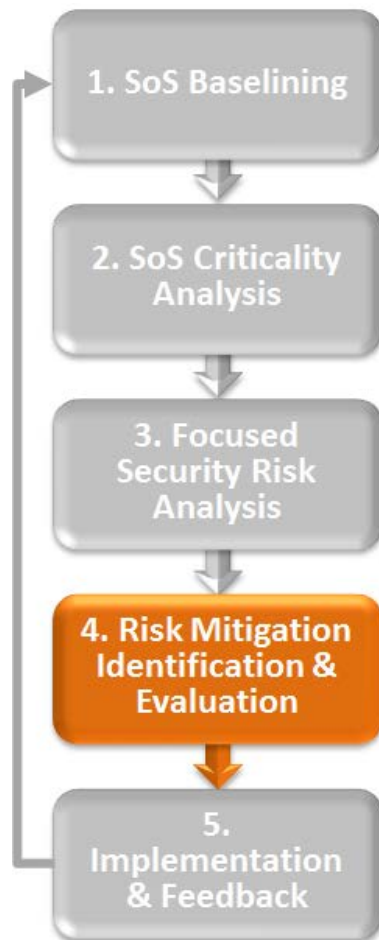 1. SoS Baselining
2. SoS Criticality
Analysis
3. Focused
Security Risk
Analysis
4. Risk Mitigation
Identification &
Evaluation
5.
Implementation
& Feedback